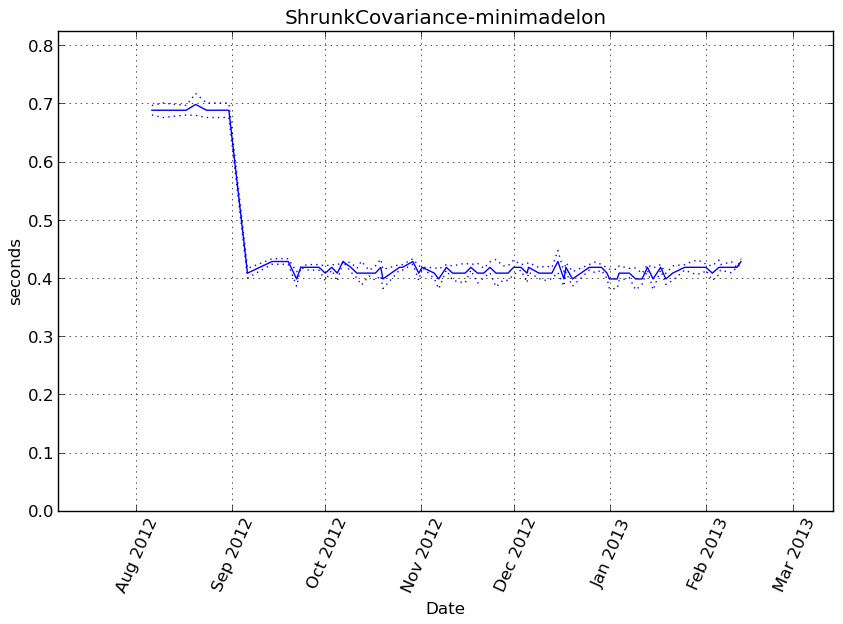 ShrunkCovariance-minimadelon
0.8
0.7
0.6
0.5
0.4
0.3
0.2
0.1
0.0
seconds
Aug 2012
Sep 2012
Oct 2012
Nov 2012
Dec 2012
Jan 2013
Feb 2013
Mar 2013
Date